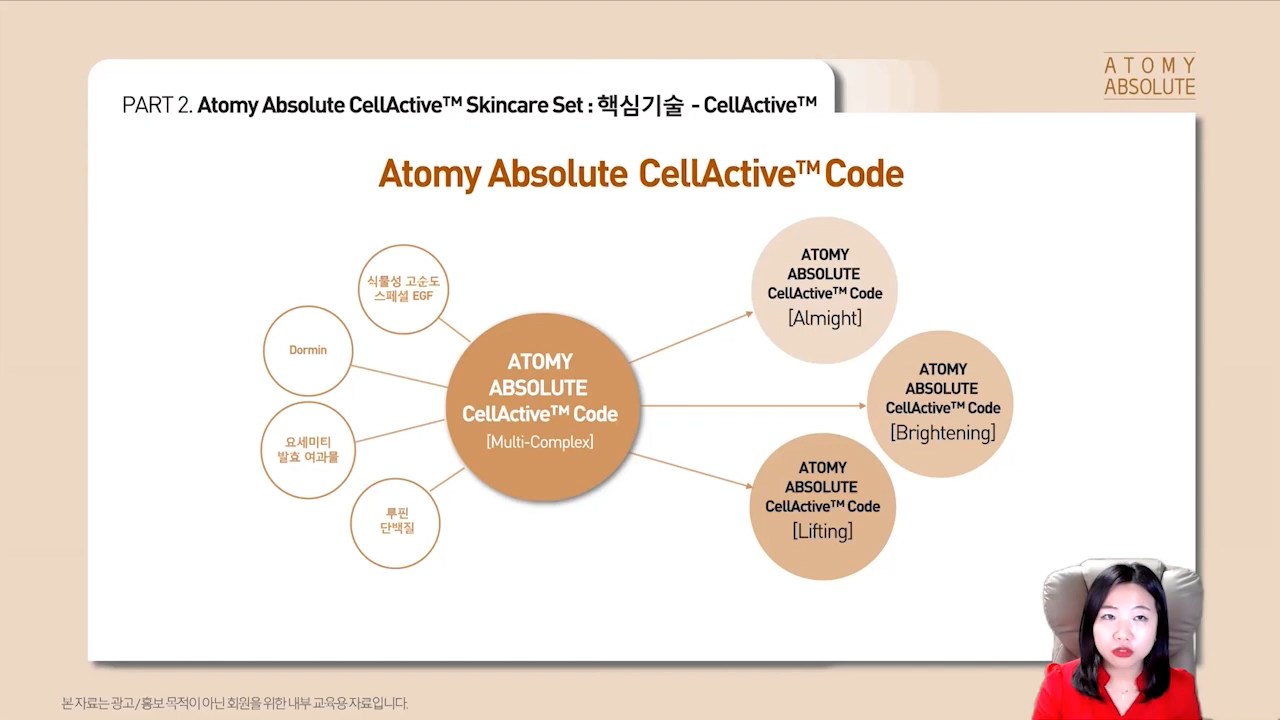 ATOMY
ABSOLUTE
PART 2. Atomy Absolute CellActive™ Skincare Set : 핵심기술 - CellActive™
Atomy Absolute CellActive™ Code
식물성 고순도
스페셜 EGF
Dormin
요세미티
발효 여과물
루핀
단백질
ATOMY
ABSOLUTE
CellActive™ Code
[Multi-Complex]
ATOMY
ABSOLUTE
CellActive™ Code
[Almight]
ATOMY
ABSOLUTE
CellActive™ Code
[Brightening]
ATOMY
ABSOLUTE
CellActive™ Code
[Lifting]
본 자료는 광고/홍보 목적이 아닌 회원을 위한 내부 교육용 자료입니다.